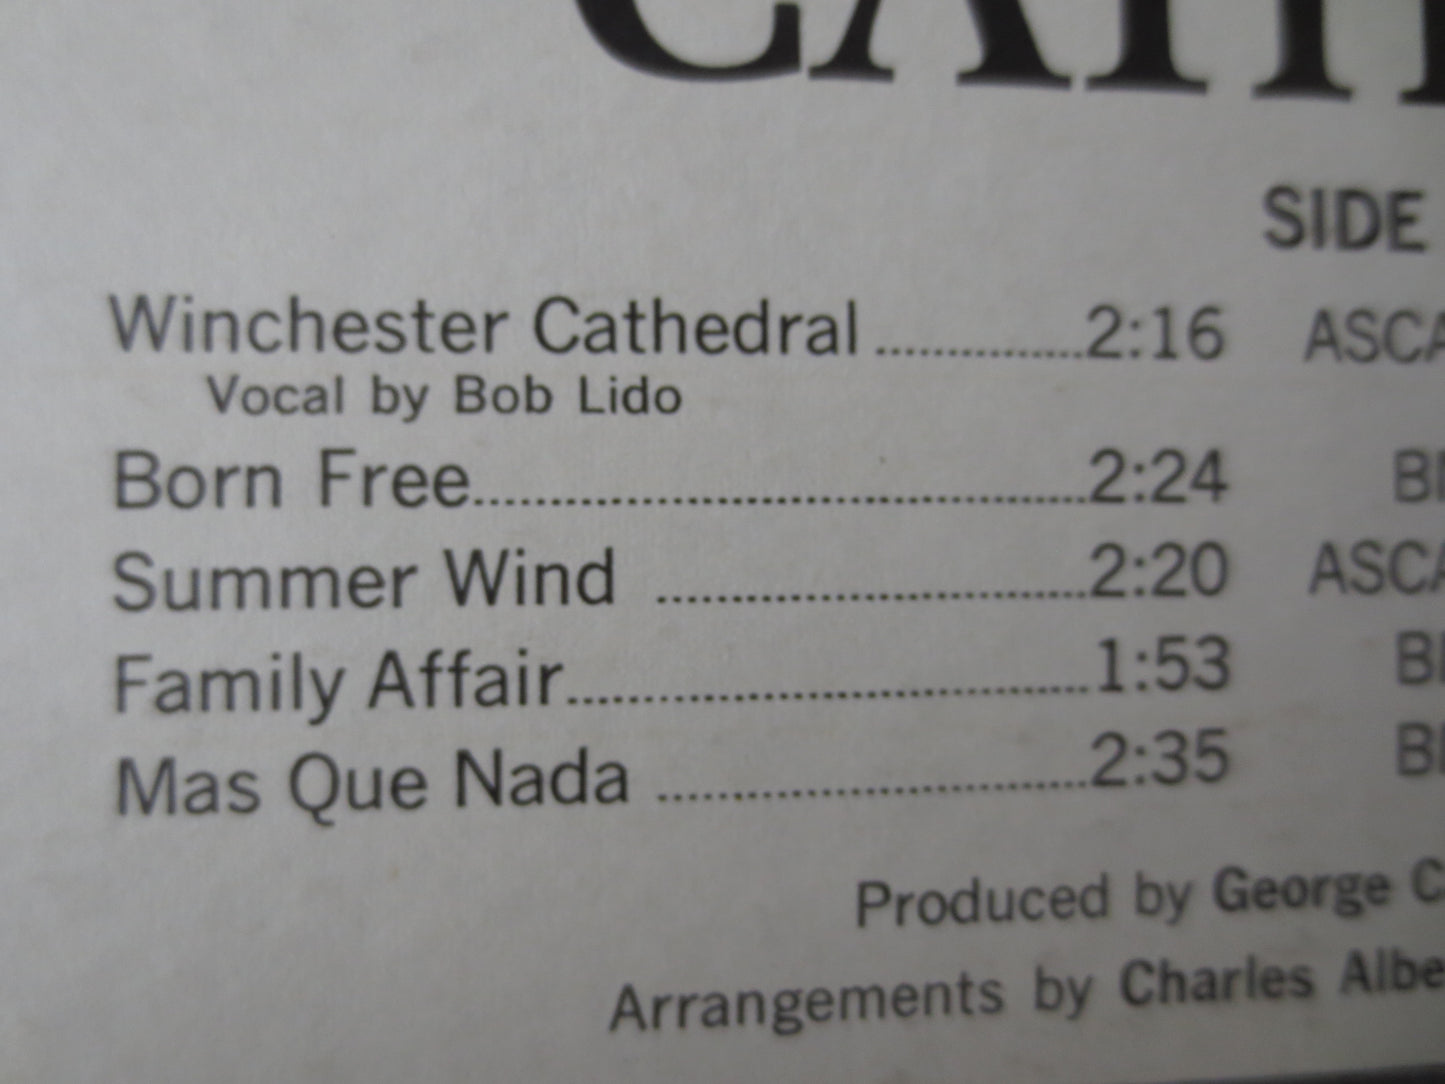 SIDE
Winchester Cathedral ................ 2:16
Vocal by Bob Lido
Born Free................................................ 2:24
Summer Wind .................................. 2:20
Family Affair........................................ 1:53
Mas Que Nada .................................. 2:35
Produced by George
Arrangements by Charles